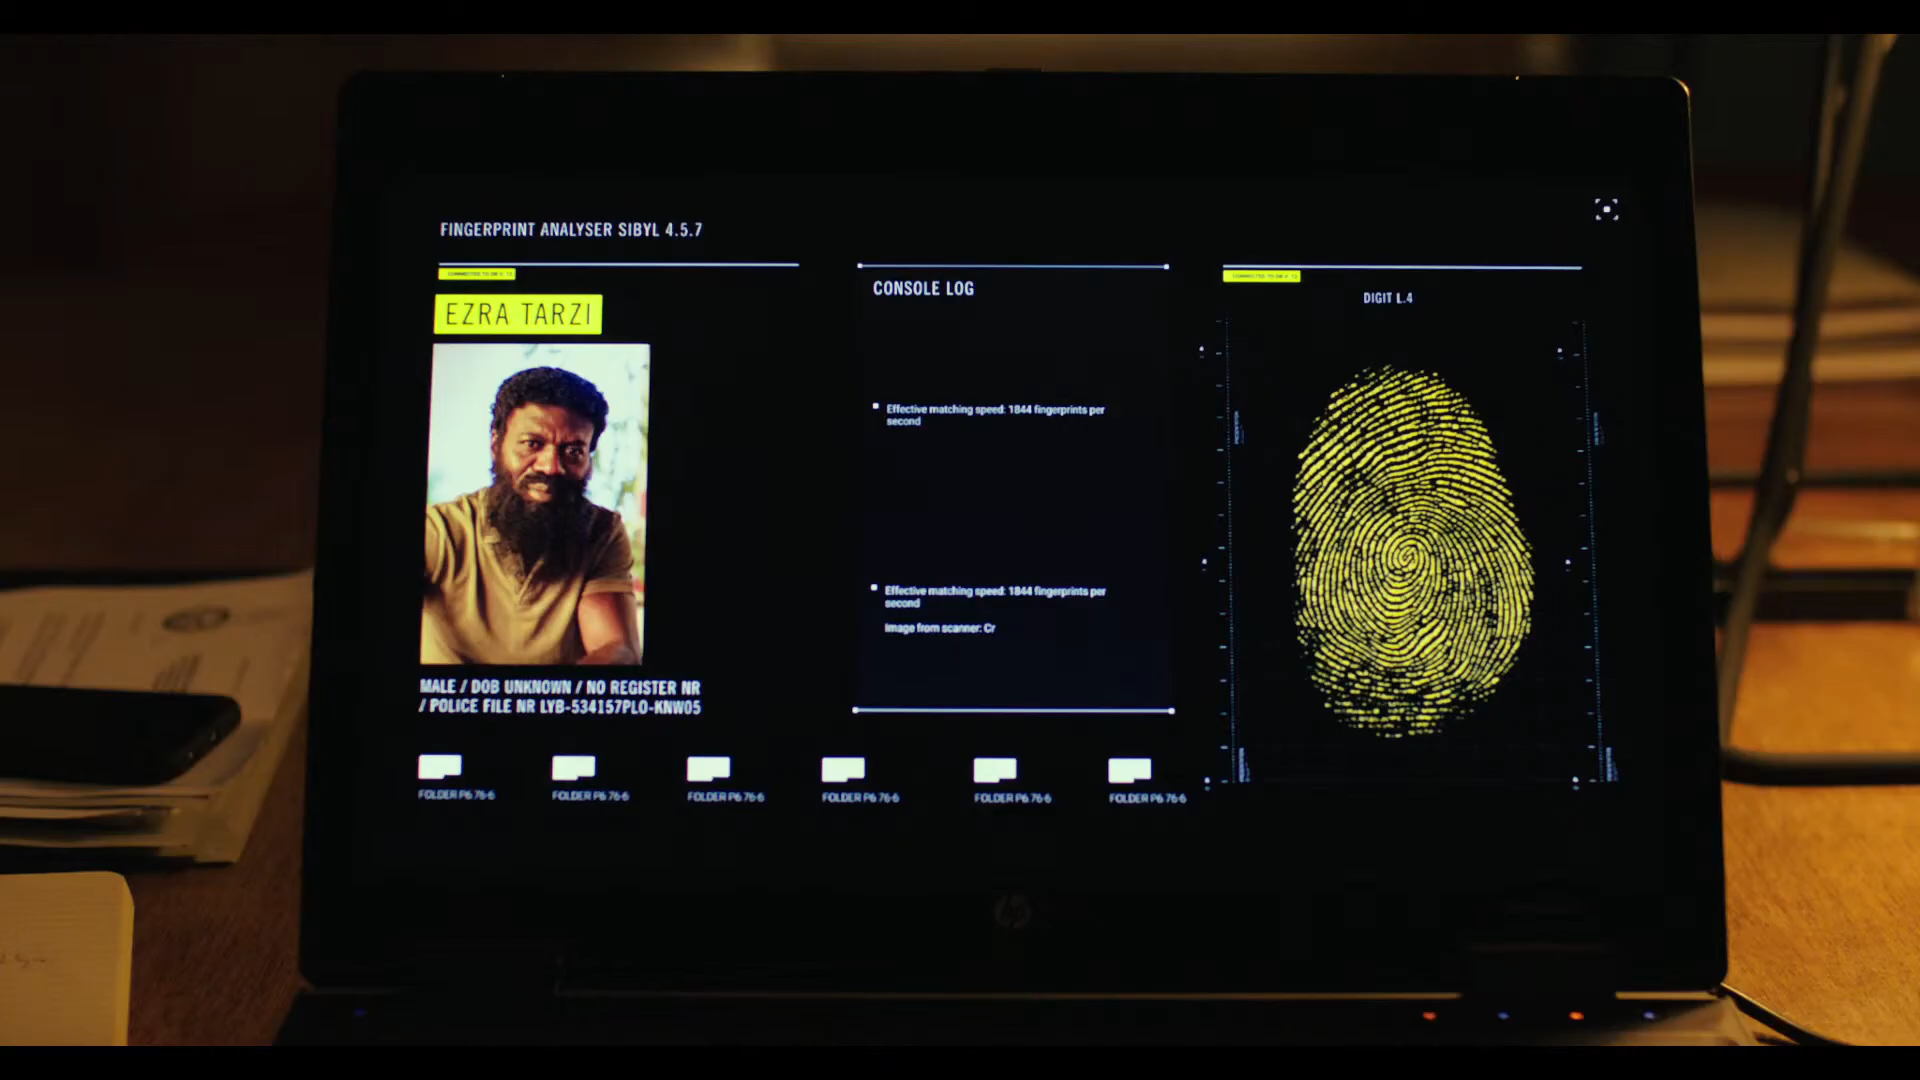 FINGERPRINT ANALYSER SIBYL 4.5.7
EZRA TARZI
MALE / DOB UNKNOWN / NO REGISTER NR
/ POLICE FILE NR LYB-534157PLO-KNW05
CONSOLE LOG
Effective matching speed: 1844 fingerprints per
second
Effective matching speed: 1844 fingerprints per
second
Image from scanner: Cr
DIGIT L.4
FOLDER P6.76-6
FOLDER P6.76-6
FOLDER P6.76-6
FOLDER P6.76-6
FOLDER P6.76-6
FOLDER P6.76-6
hp